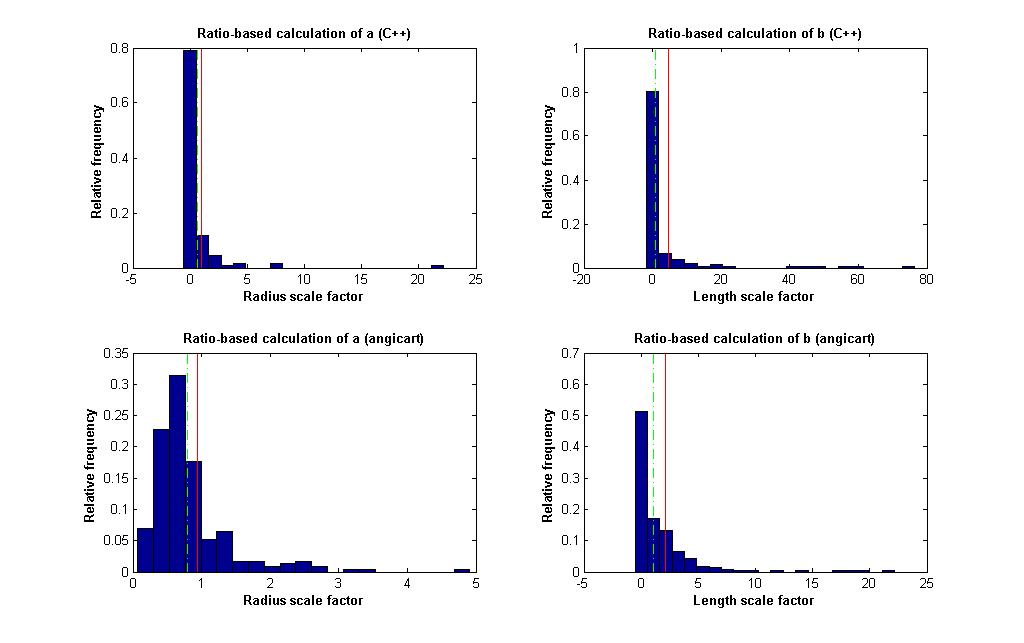 Ratio-based calculation of a (C++)
Relative frequency
0.8
0.6
0.4
0.2
0
-5 0 5 10 15 20 25
Radius scale factor
Ratio-based calculation of b (C++)
Relative frequency
1
0.8
0.6
0.4
0.2
0
-20 0 20 40 60 80
Length scale factor
Ratio-based calculation of a (angicart)
Relative frequency
0.35
0.3
0.25
0.2
0.15
0.1
0.05
0
0 1 2 3 4 5
Radius scale factor
Ratio-based calculation of b (angicart)
Relative frequency
0.7
0.6
0.5
0.4
0.3
0.2
0.1
0
-5 0 5 10 15 20 25
Length scale factor